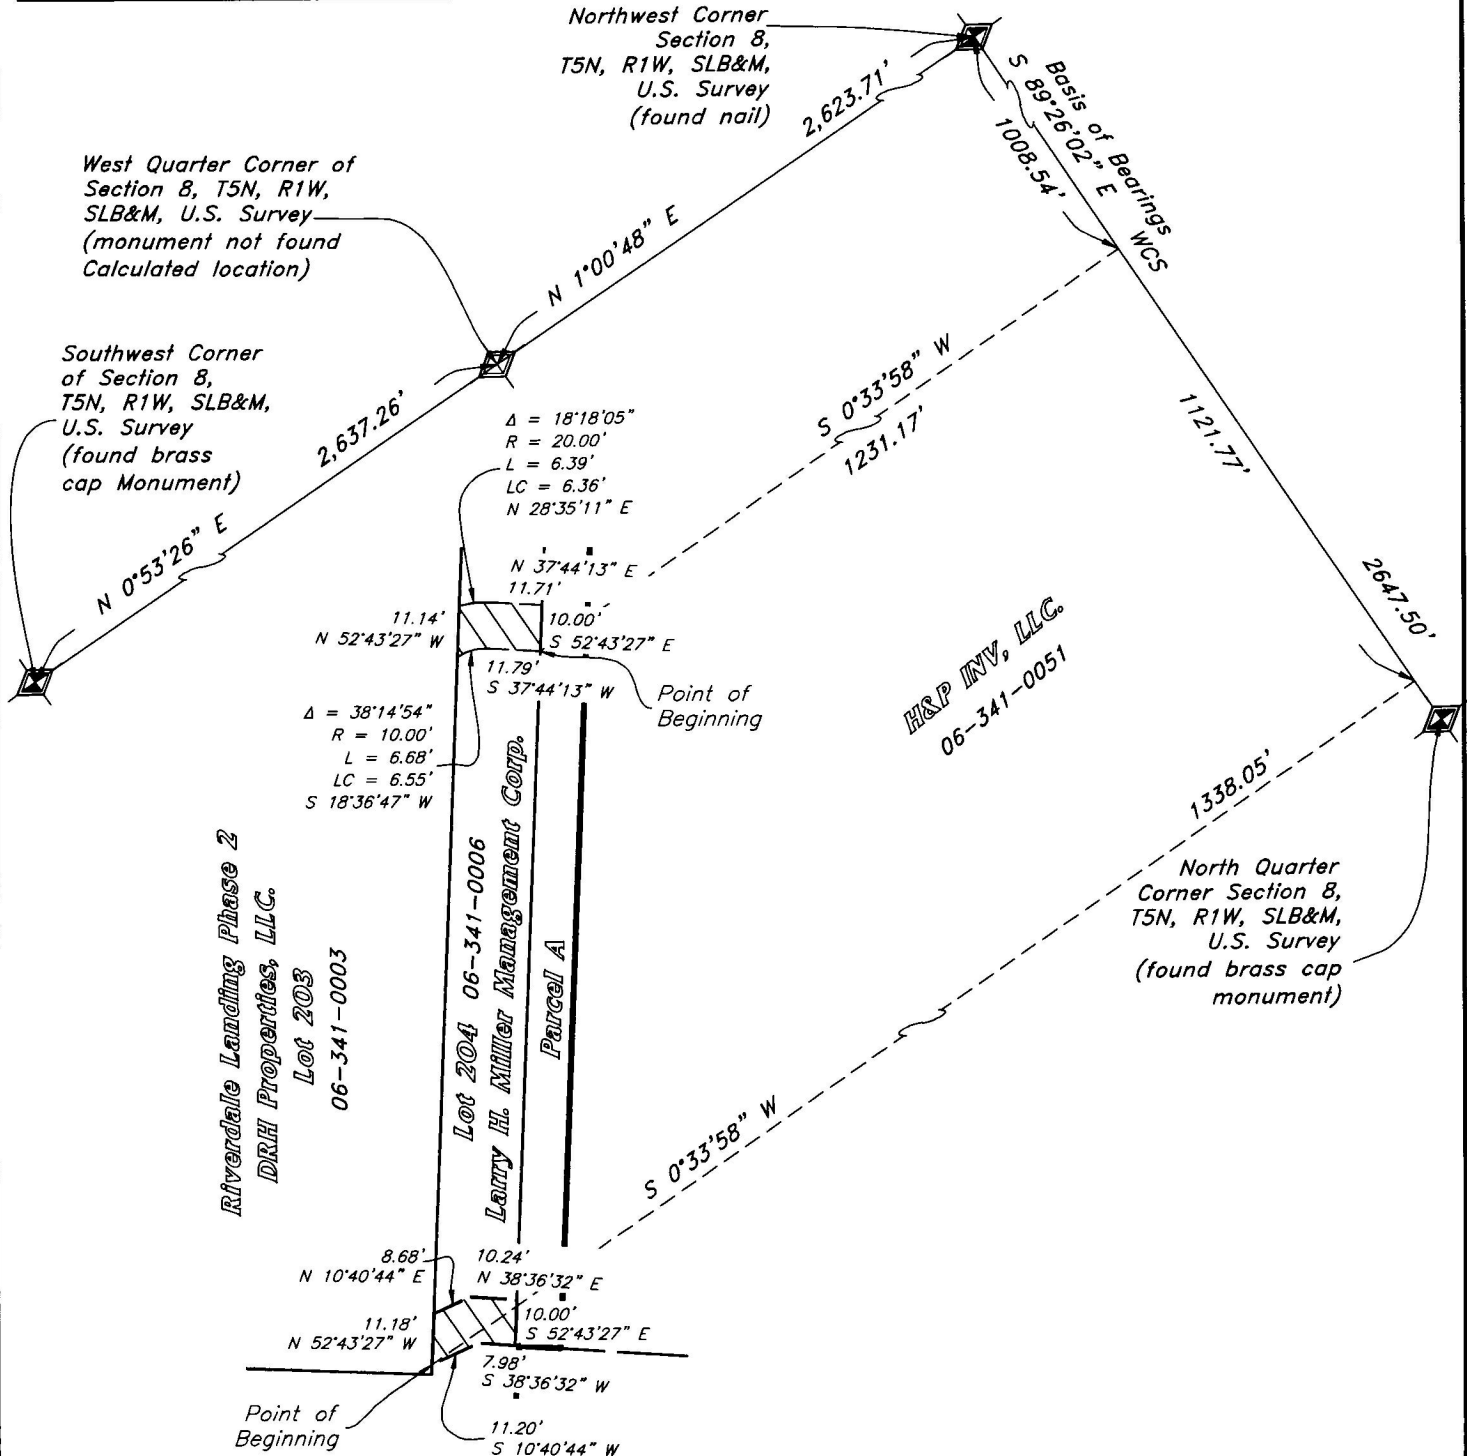 Northwest Corner
Section 8,
T5N, R1W, SLB&M,
U.S. Survey
(found nail)
2,623.71'
Basis of Bearings
S 89°26'02" E
WCS
1008.54'
West Quarter Corner of
Section 8, T5N, R1W,
SLB&M, U.S. Survey
(monument not found
Calculated location)
N 1°00'48" E
Southwest Corner
of Section 8,
T5N, R1W, SLB&M,
U.S. Survey
(found brass
cap Monument)
2,637.26'
N 0°53'26" E
S 0°33'58" W
1231.17'
1121.77'
2647.50'
Δ = 18°18'05"
R = 20.00'
L = 6.39'
LC = 6.36'
N 28°35'11" E
N 37°44'13" E
11.71'
11.14'
N 52°43'27" W
10.00'
S 52°43'27" E
11.79'
S 37°44'13" W
Point of
Beginning
Δ = 38°14'54"
R = 10.00'
L = 6.68'
LC = 6.55'
S 18°36'47" W
H&P INV, LLC.
06-341-0051
1338.05'
North Quarter
Corner Section 8,
T5N, R1W, SLB&M,
U.S. Survey
(found brass cap
monument)
Riverdale Landing Phase 2
DRH Properties, LLC.
Lot 203
06-341-0003
Lot 204 06-341-0006
Larry H. Miller Management Corp.
Parcel A
S 0°33'58" W
8.68'
N 10°40'44" E
10.24'
N 38°36'32" E
11.18'
N 52°43'27" W
10.00'
S 52°43'27" E
7.98'
S 38°36'32" W
Point of
Beginning
11.20'
S 10°40'44" W